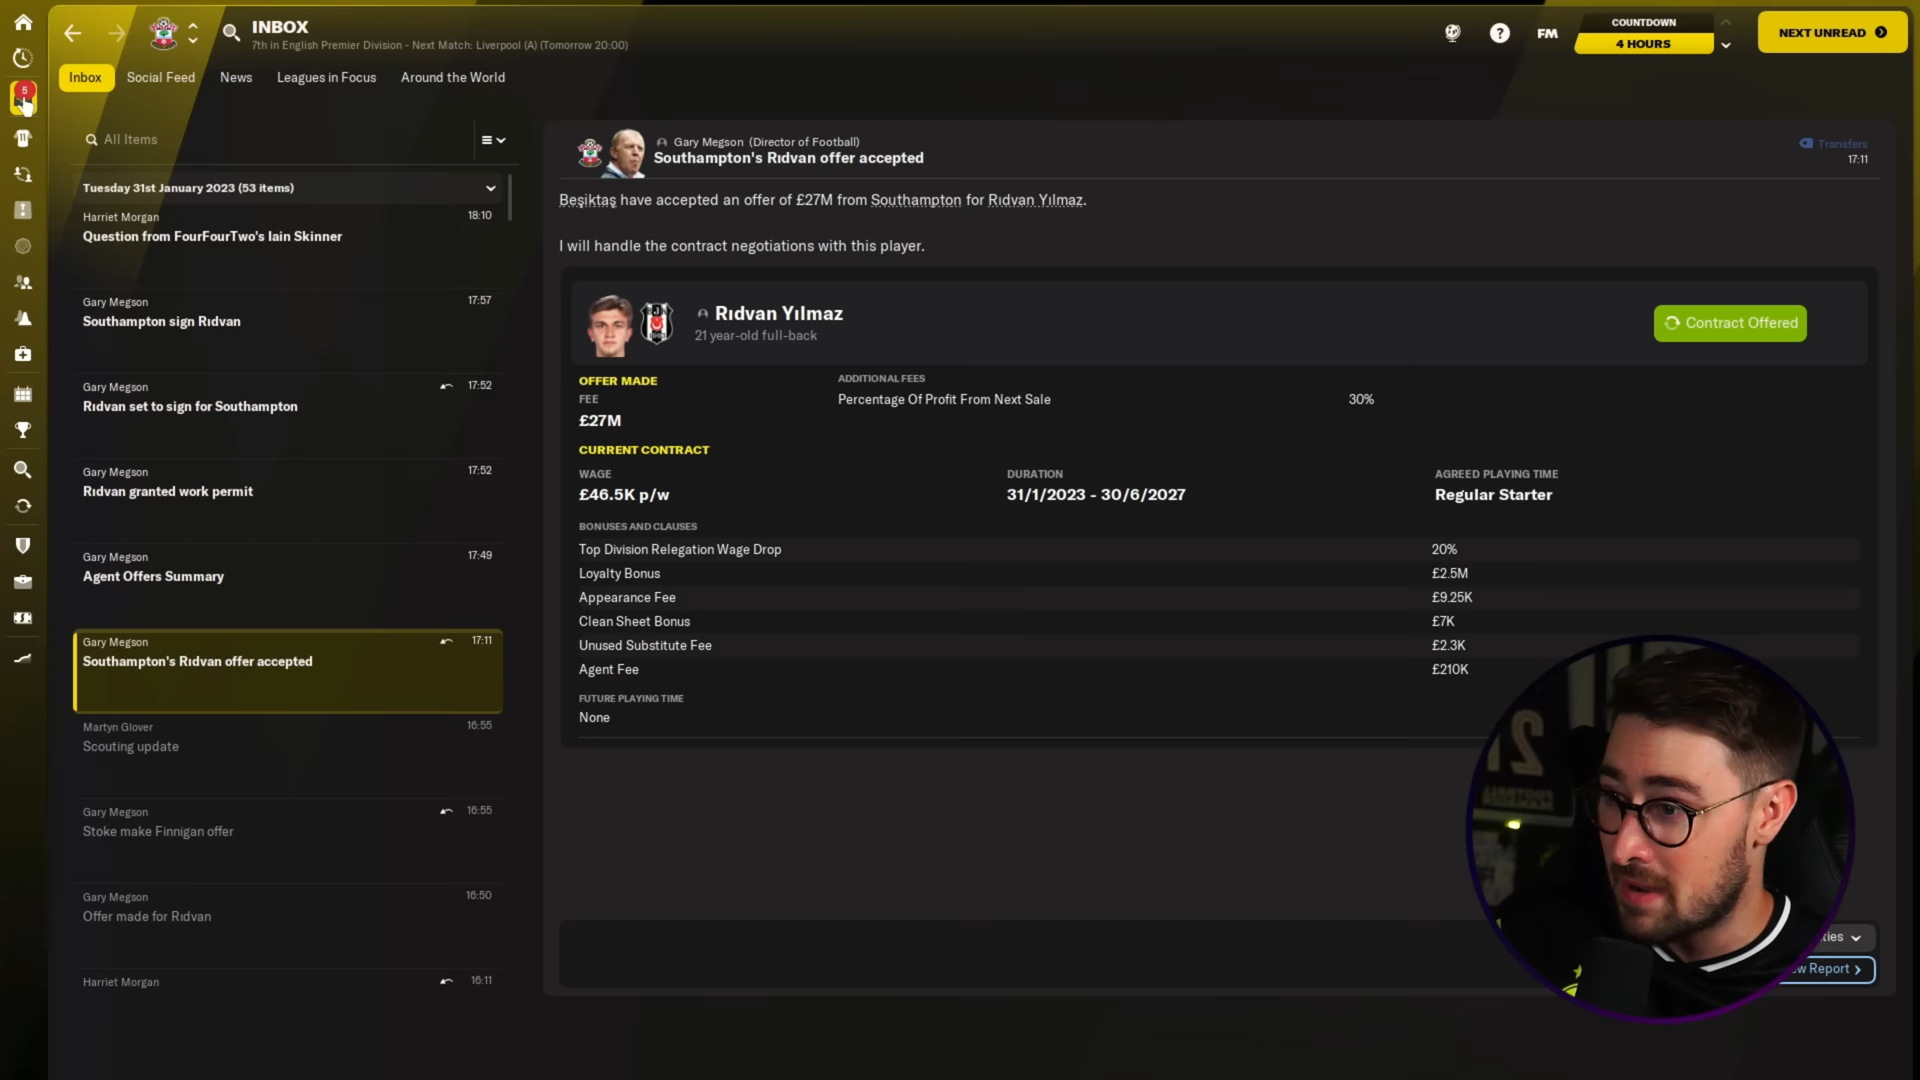 INBOX
7th in English Premier Division - Next Match: Liverpool (A) (Tomorrow 20:00)
FM
COUNTDOWN
4 HOURS
NEXT UNREAD
Inbox
Social Feed
News
Leagues in Focus
Around the World
5
11
All Items
Tuesday 31st January 2023 (53 items)
Harriet Morgan
18:10
Question from FourFourTwo's Iain Skinner
Gary Megson
17:57
Southampton sign Rıdvan
Gary Megson
17:52
Rıdvan set to sign for Southampton
Gary Megson
17:52
Rıdvan granted work permit
Gary Megson
17:49
Agent Offers Summary
Gary Megson
17:11
Southampton's Rıdvan offer accepted
Martyn Glover
16:55
Scouting update
Gary Megson
16:55
Stoke make Finnigan offer
Gary Megson
16:50
Offer made for Rıdvan
Harriet Morgan
16:11
Gary Megson (Director of Football)
Southampton's Rıdvan offer accepted
Transfers
17:11
Beşiktaş have accepted an offer of £27M from Southampton for Rıdvan Yılmaz.
I will handle the contract negotiations with this player.
Rıdvan Yılmaz
21 year-old full-back
Contract Offered
OFFER MADE
FEE
£27M
ADDITIONAL FEES
Percentage Of Profit From Next Sale
30%
CURRENT CONTRACT
WAGE
£46.5K p/w
DURATION
31/1/2023 - 30/6/2027
AGREED PLAYING TIME
Regular Starter
BONUSES AND CLAUSES
Top Division Relegation Wage Drop
20%
Loyalty Bonus
£2.5M
Appearance Fee
£9.25K
Clean Sheet Bonus
£7K
Unused Substitute Fee
£2.3K
Agent Fee
£210K
FUTURE PLAYING TIME
None
Report